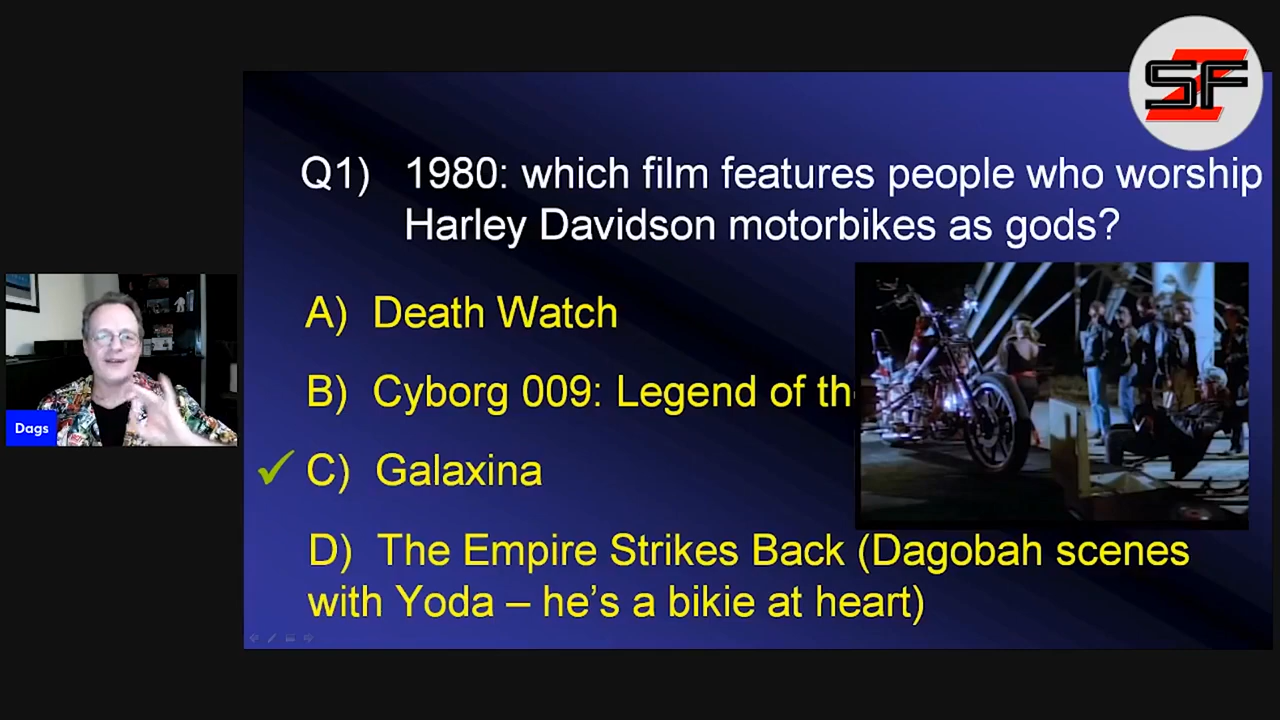 SF
Q1) 1980: which film features people who worship
Harley Davidson motorbikes as gods?
A) Death Watch
B) Cyborg 009: Legend of th
✓ C) Galaxina
D) The Empire Strikes Back (Dagobah scenes
with Yoda – he's a bikie at heart)
Dags